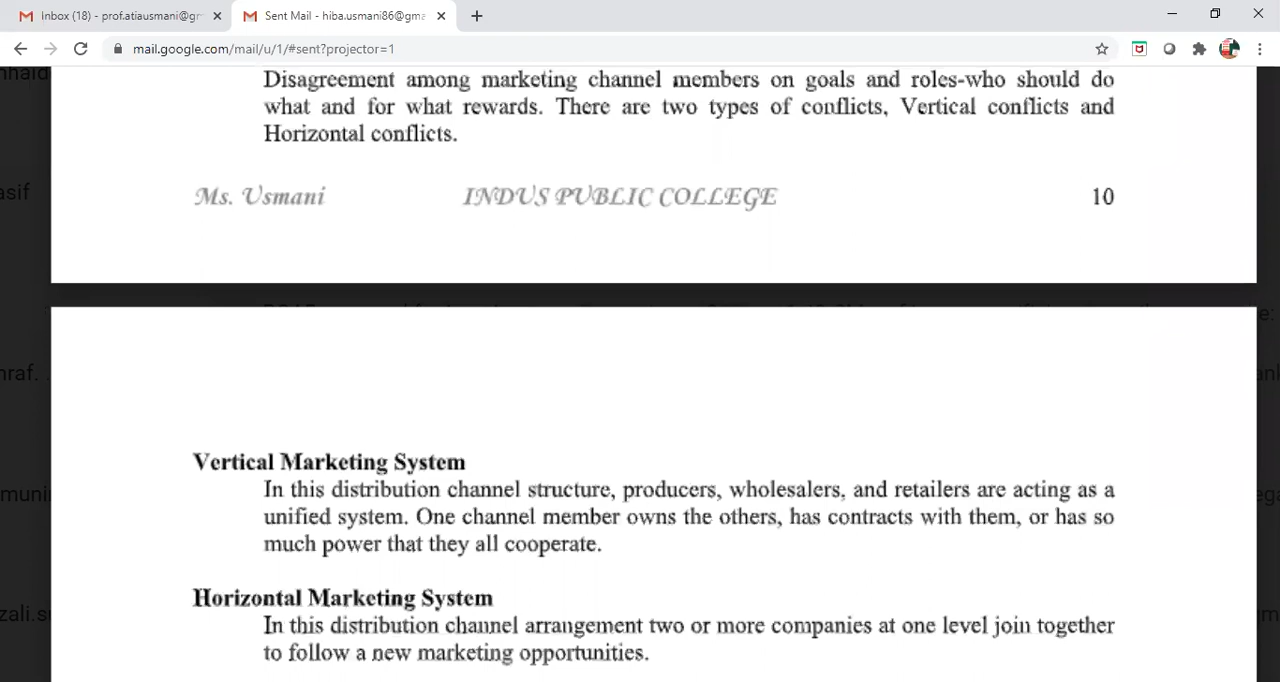 Inbox (18) - prof.atiausmani@gm
Sent Mail - hiba.usmani86@gma
mail.google.com/mail/u/1/#sent?projector=1
Disagreement among marketing channel members on goals and roles-who should do
what and for what rewards. There are two types of conflicts, Vertical conflicts and
Horizontal conflicts.
Ms. Usmani INDUS PUBLIC COLLEGE 10
Vertical Marketing System
In this distribution channel structure, producers, wholesalers, and retailers are acting as a
unified system. One channel member owns the others, has contracts with them, or has so
much power that they all cooperate.
Horizontal Marketing System
In this distribution channel arrangement two or more companies at one level join together
to follow a new marketing opportunities.